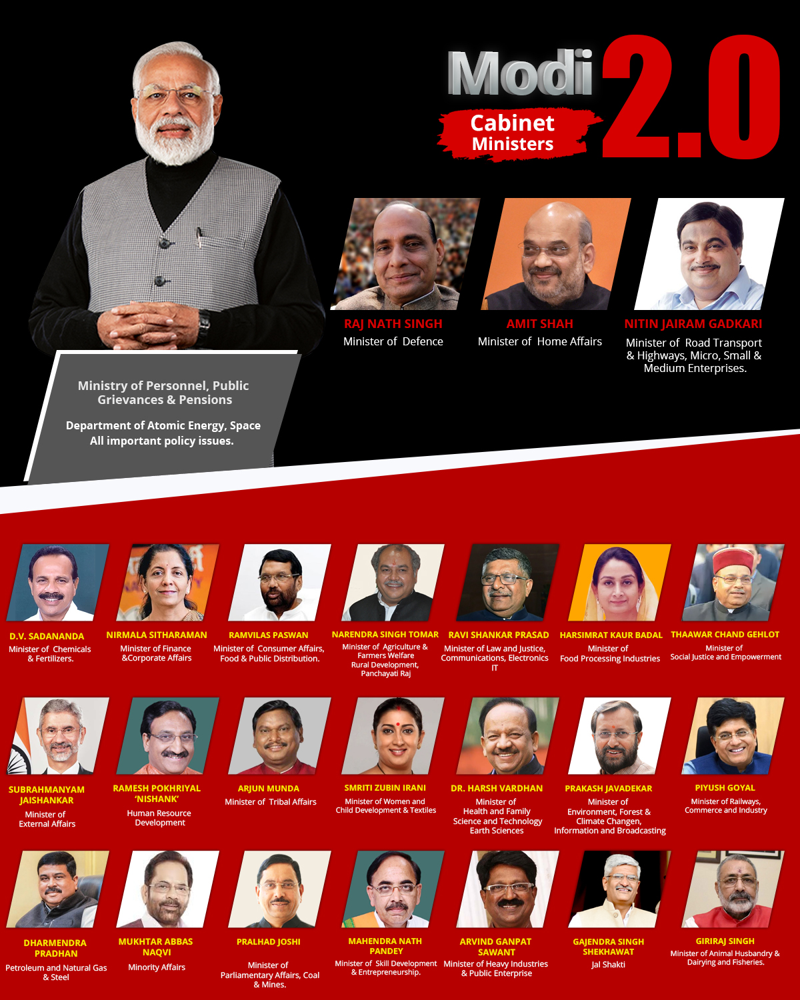 Modi 2.0
Cabinet
Ministers
RAJ NATH SINGH
Minister of Defence
AMIT SHAH
Minister of Home Affairs
NITIN JAIRAM GADKARI
Minister of Road Transport
& Highways, Micro, Small &
Medium Enterprises.
Ministry of Personnel, Public
Grievances & Pensions
Department of Atomic Energy, Space
All important policy issues.
D.V. SADANANDA
Minister of Chemicals
& Fertilizers.
NIRMALA SITHARAMAN
Minister of Finance
&Corporate Affairs
RAMVILAS PASWAN
Minister of Consumer Affairs,
Food & Public Distribution.
NARENDRA SINGH TOMAR
Minister of Agriculture &
Farmers Welfare
Rural Development,
Panchayati Raj
RAVI SHANKAR PRASAD
Minister of Law and Justice,
Communications, Electronics
IT
HARSIMRAT KAUR BADAL
Minister of
Food Processing Industries
THAAWAR CHAND GEHLOT
Minister of
Social Justice and Empowerment
SUBRAHMANYAM
JAISHANKAR
Minister of
External Affairs
RAMESH POKHRIYAL
‘NISHANK’
Human Resource
Development
ARJUN MUNDA
Minister of Tribal Affairs
SMRITI ZUBIN IRANI
Minister of Women and
Child Development & Textiles
DR. HARSH VARDHAN
Minister of
Health and Family
Science and Technology
Earth Sciences
PRAKASH JAVADEKAR
Minister of
Environment, Forest &
Climate Changen,
Information and Broadcasting
PIYUSH GOYAL
Minister of Railways,
Commerce and Industry
DHARMENDRA
PRADHAN
Petroleum and Natural Gas
& Steel
MUKHTAR ABBAS
NAQVI
Minority Affairs
PRALHAD JOSHI
Minister of
Parliamentary Affairs, Coal
& Mines.
MAHENDRA NATH
PANDEY
Minister of Skill Development
& Entrepreneurship.
ARVIND GANPAT
SAWANT
Minister of Heavy Industries
& Public Enterprise
GAJENDRA SINGH
SHEKHAWAT
Jal Shakti
GIRIRAJ SINGH
Minister of Animal Husbandry &
Dairying and Fisheries.